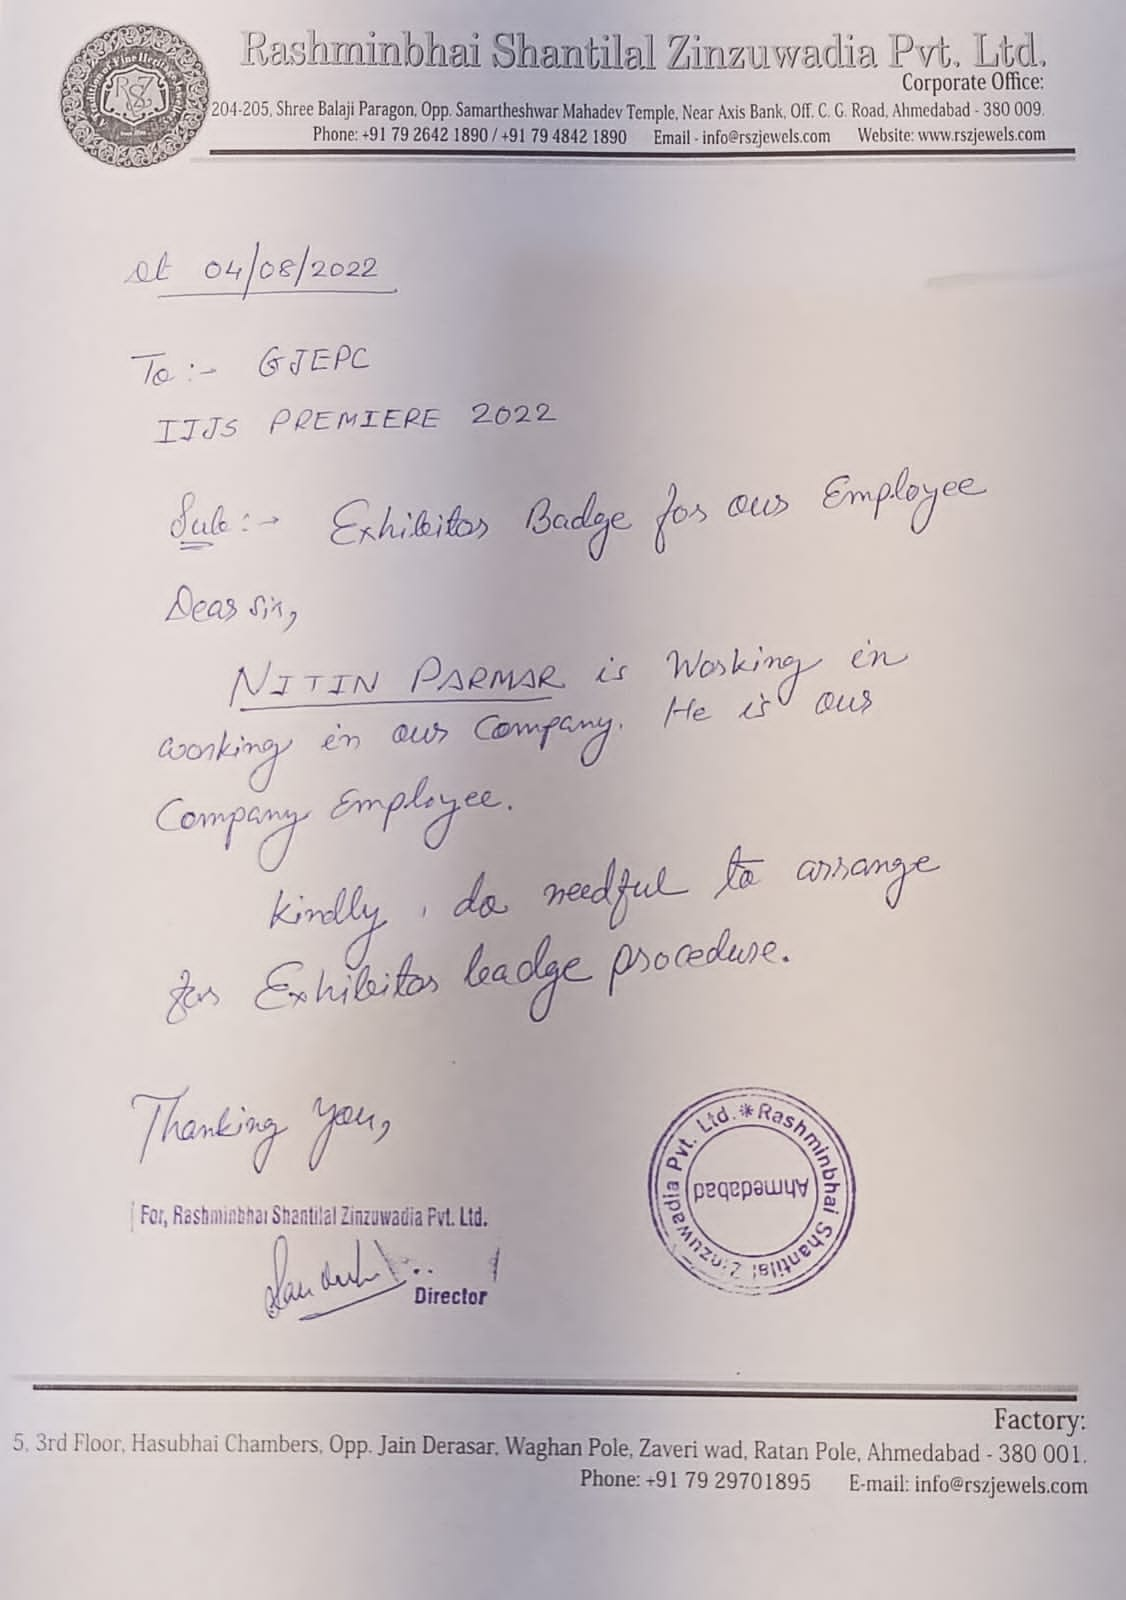 Rashminbhai Shantilal Zinzuwadia Pvt. Ltd.
Corporate Office:
204-205, Shree Balaji Paragon, Opp. Samartheshwar Mahadev Temple, Near Axis Bank, Off. C. G. Road, Ahmedabad - 380 009.
Phone: +91 79 2642 1890 / +91 79 4842 1890 Email - info@rszjewels.com Website: www.rszjewels.com
RSZ
dt 04/08/2022
To :- GJEPC
IIJS PREMIERE 2022
Sub :- Exhibitor Badge for our Employee
Dear Sir,
NITIN PARMAR is Working in
working in our Company. He is our
Company Employee.
Kindly, do needful to arrange
for Exhibitor badge procedure.
Thanking you,
For, Rashminbhai Shantilal Zinzuwadia Pvt. Ltd.
Director
Rashminbhai Shantilal Zinzuwadia Pvt. Ltd. *
Ahmedabad
Factory:
5, 3rd Floor, Hasubhai Chambers, Opp. Jain Derasar, Waghan Pole, Zaveri wad, Ratan Pole, Ahmedabad - 380 001.
Phone: +91 79 29701895 E-mail: info@rszjewels.com